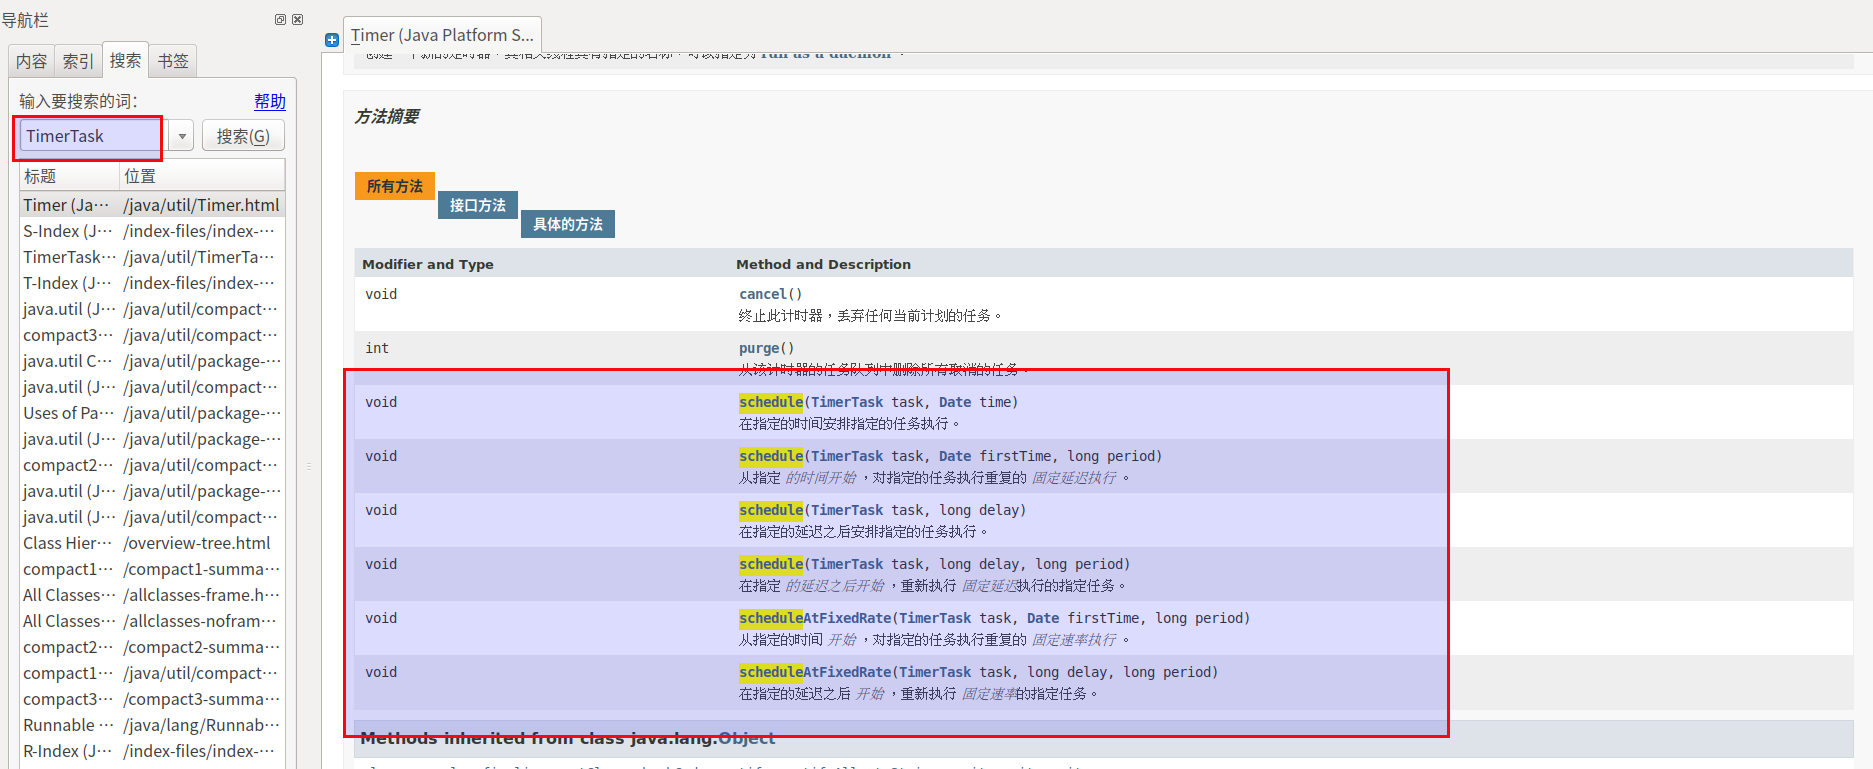 导航栏
内容 索引 搜索 书签
输入要搜索的词： 帮助
TimerTask 搜索(G)
标题 位置
Timer (Ja··· /java/util/Timer.html
S-Index (J··· /index-files/index-···
TimerTask··· /java/util/TimerTa···
T-Index (J··· /index-files/index-···
java.util (J··· /java/util/compact···
compact3··· /java/util/compact···
java.util C··· /java/util/package-···
java.util (J··· /java/util/compact···
Uses of Pa··· /java/util/package-···
java.util (J··· /java/util/package-···
compact2··· /java/util/compact···
java.util (J··· /java/util/package-···
java.util (J··· /java/util/compact···
Class Hier··· /overview-tree.html
compact1··· /compact1-summa···
All Classes··· /allclasses-frame.h···
All Classes··· /allclasses-nofram···
compact2··· /compact2-summa···
compact1··· /java/util/compact···
compact3··· /compact3-summa···
Runnable ··· /java/lang/Runnab···
R-Index (J··· /index-files/index-···
Timer (Java Platform S...
run as a daemon 。
方法摘要
所有方法
接口方法
具体的方法
Modifier and Type Method and Description
void cancel()
终止此计时器，丢弃任何当前计划的任务。
int purge()
从该计时器的任务队列中删除所有取消的任务。
void schedule(TimerTask task, Date time)
在指定的时间安排指定的任务执行。
void schedule(TimerTask task, Date firstTime, long period)
从指定 的时间开始 ，对指定的任务执行重复的 固定延迟执行 。
void schedule(TimerTask task, long delay)
在指定的延迟之后安排指定的任务执行。
void schedule(TimerTask task, long delay, long period)
在指定 的延迟之后开始 ，重新执行 固定延迟执行的指定任务。
void scheduleAtFixedRate(TimerTask task, Date firstTime, long period)
从指定的时间 开始 ，对指定的任务执行重复的 固定速率执行 。
void scheduleAtFixedRate(TimerTask task, long delay, long period)
在指定的延迟之后 开始 ，重新执行 固定速率的指定任务。
Methods inherited from class java.lang.Object